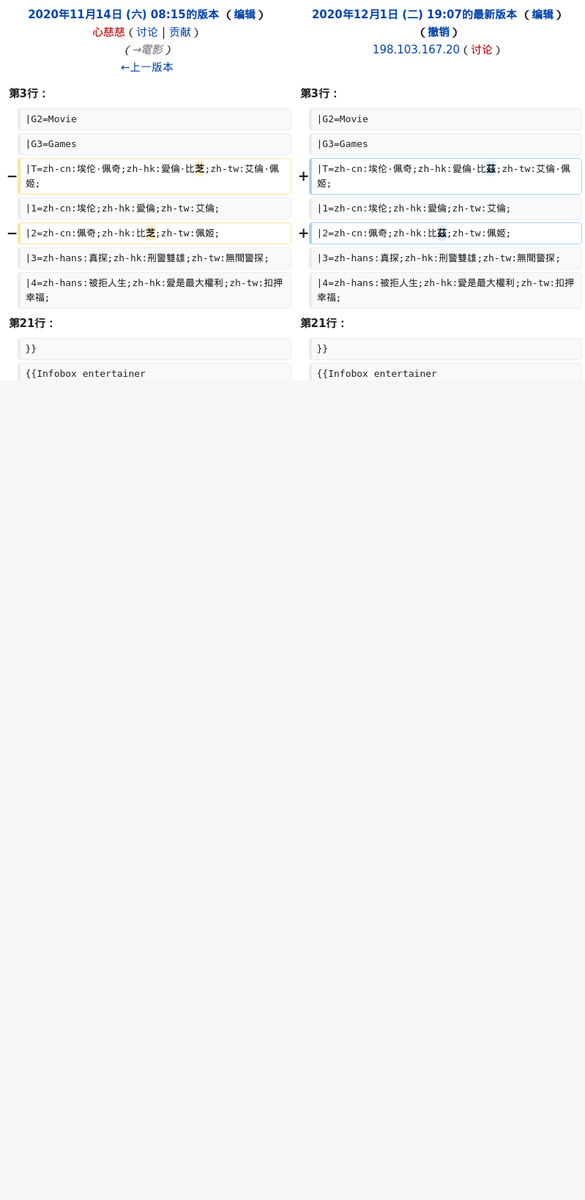 2020年11月14日 (六) 08:15的版本 （编辑）
心慈慈（讨论 | 贡献）
（→電影）
←上一版本
2020年12月1日 (二) 19:07的最新版本 （编辑）
（撤销）
198.103.167.20（讨论）
第3行：
第3行：
|G2=Movie
|G2=Movie
|G3=Games
|G3=Games
−
|T=zh-cn:埃伦·佩奇;zh-hk:愛倫·比芝;zh-tw:艾倫·佩
姬;
+
|T=zh-cn:埃伦·佩奇;zh-hk:愛倫·比茲;zh-tw:艾倫·佩
姬;
|1=zh-cn:埃伦;zh-hk:愛倫;zh-tw:艾倫;
|1=zh-cn:埃伦;zh-hk:愛倫;zh-tw:艾倫;
−
|2=zh-cn:佩奇;zh-hk:比芝;zh-tw:佩姬;
+
|2=zh-cn:佩奇;zh-hk:比茲;zh-tw:佩姬;
|3=zh-hans:真探;zh-hk:刑警雙雄;zh-tw:無間警探;
|3=zh-hans:真探;zh-hk:刑警雙雄;zh-tw:無間警探;
|4=zh-hans:被拒人生;zh-hk:愛是最大權利;zh-tw:扣押
幸福;
|4=zh-hans:被拒人生;zh-hk:愛是最大權利;zh-tw:扣押
幸福;
第21行：
第21行：
}}
}}
{{Infobox entertainer
{{Infobox entertainer